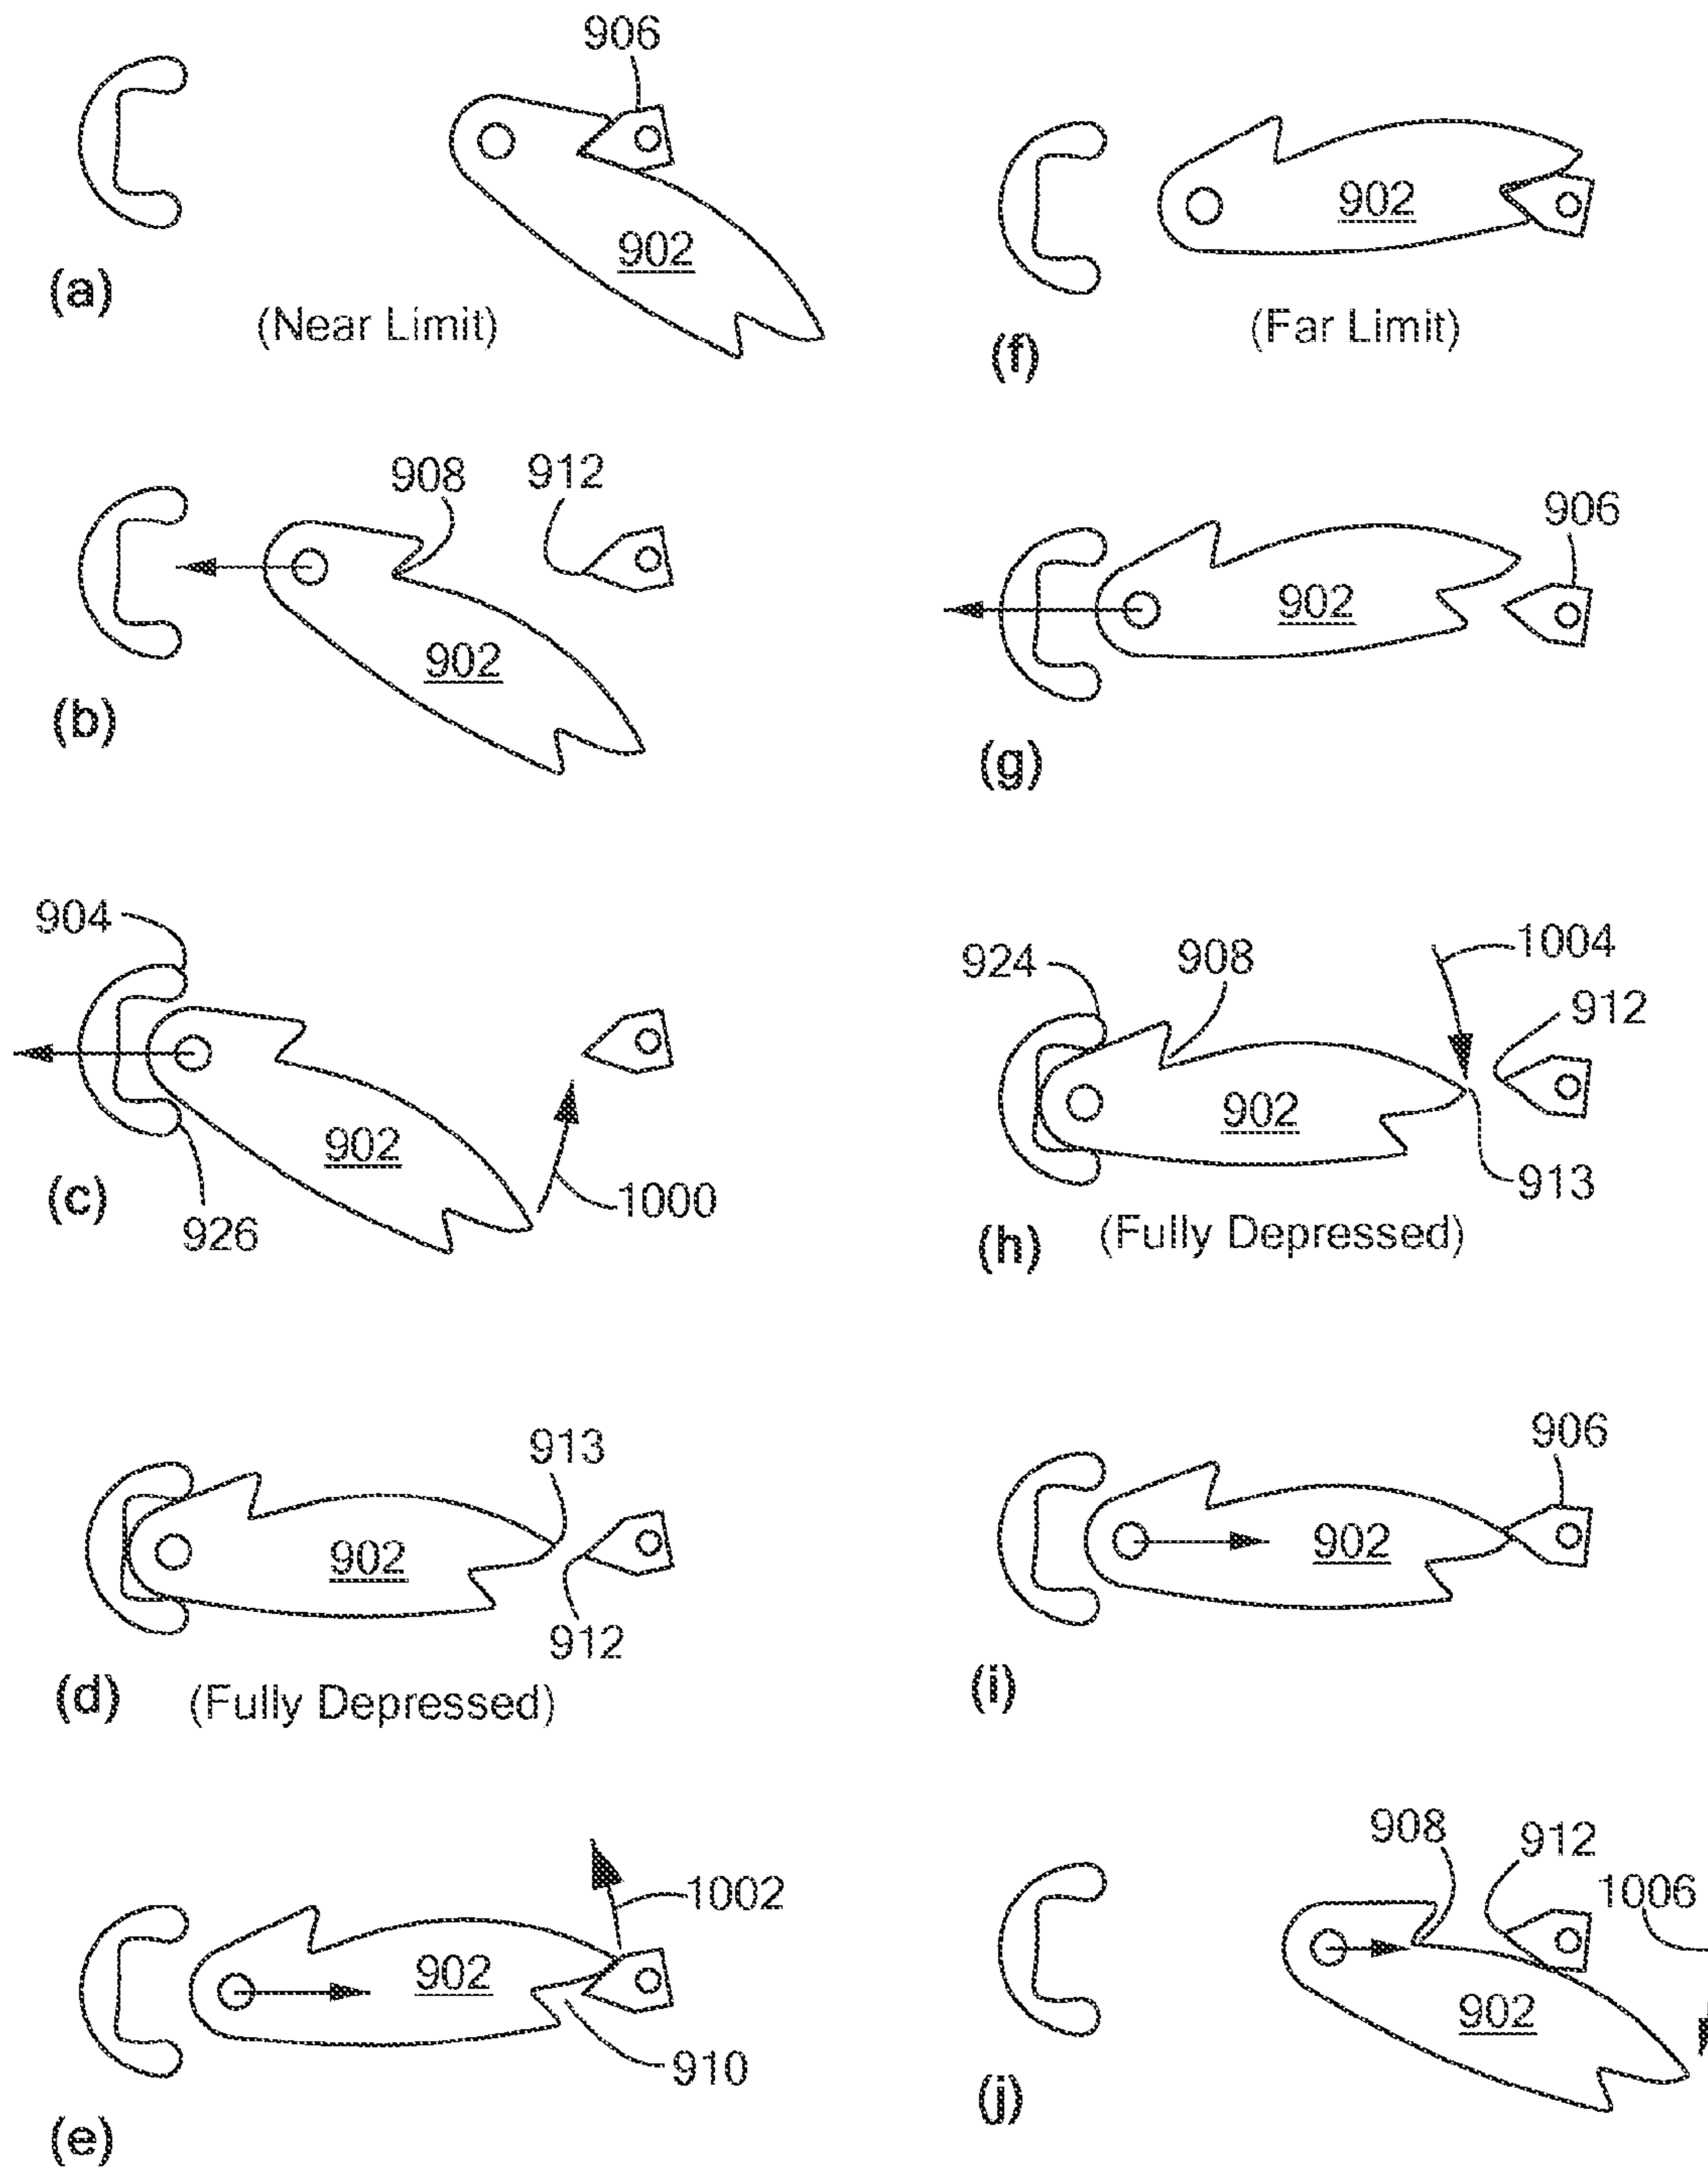 906
902
(a)
(Near Limit)
908
912
902
(b)
904
902
1000
(c)
926
913
902
912
(d)
(Fully Depressed)
1002
902
910
(e)
902
(f)
(Far Limit)
906
902
(g)
1004
924
908
912
902
913
(h)
(Fully Depressed)
906
902
(i)
908
912
1006
902
(j)